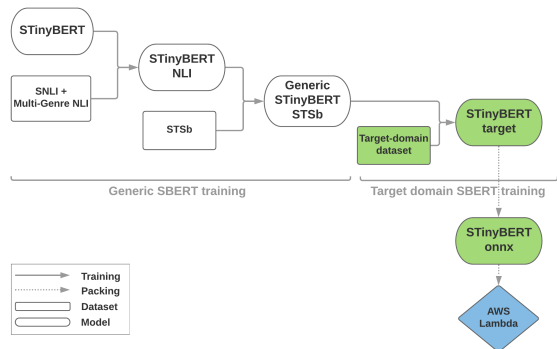 STinyBERT
SNLI +
Multi-Genre NLI
STinyBERT
NLI
STSb
Generic
STinyBERT
STSb
Target-domain
dataset
STinyBERT
target
Generic SBERT training
Target domain SBERT training
STinyBERT
onnx
AWS
Lambda
Training
Packing
Dataset
Model